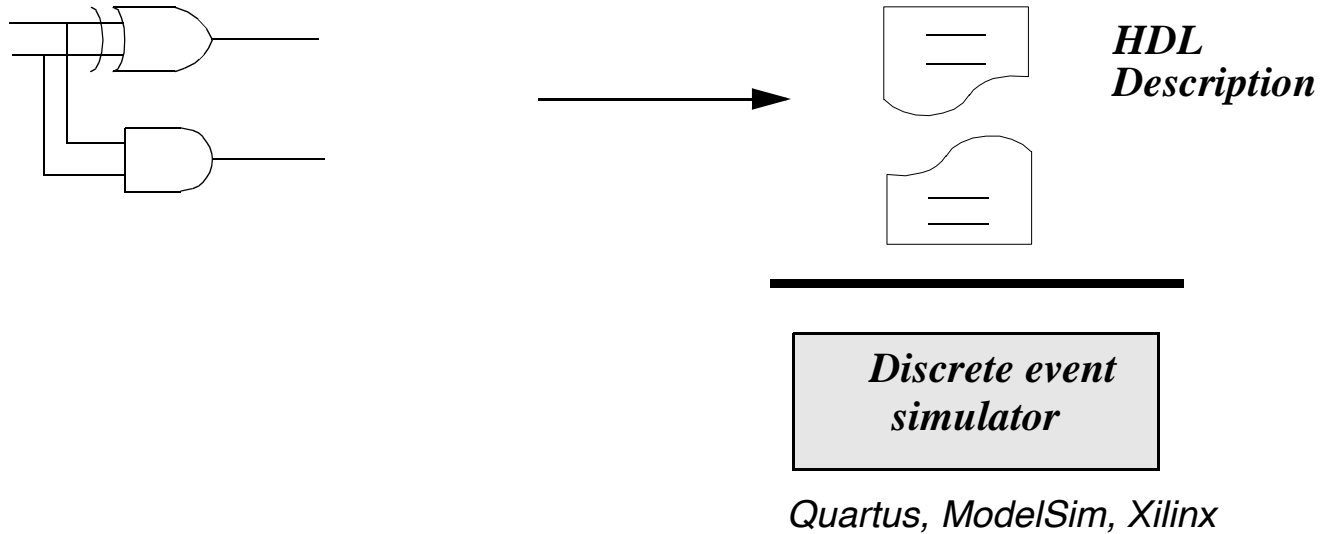 HDL
Description
Discrete event
simulator
Quartus, ModelSim, Xilinx